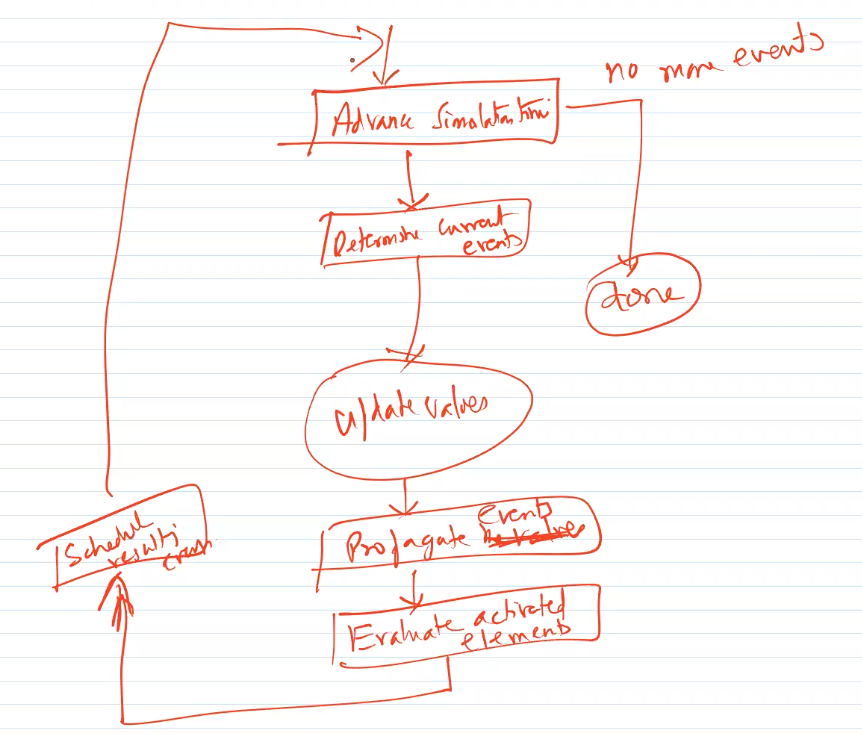 no more events
Advance Simulation time
Determine current
events
done
Update values
events
Propagate
Schedule
resulting
Evaluate activated
elements